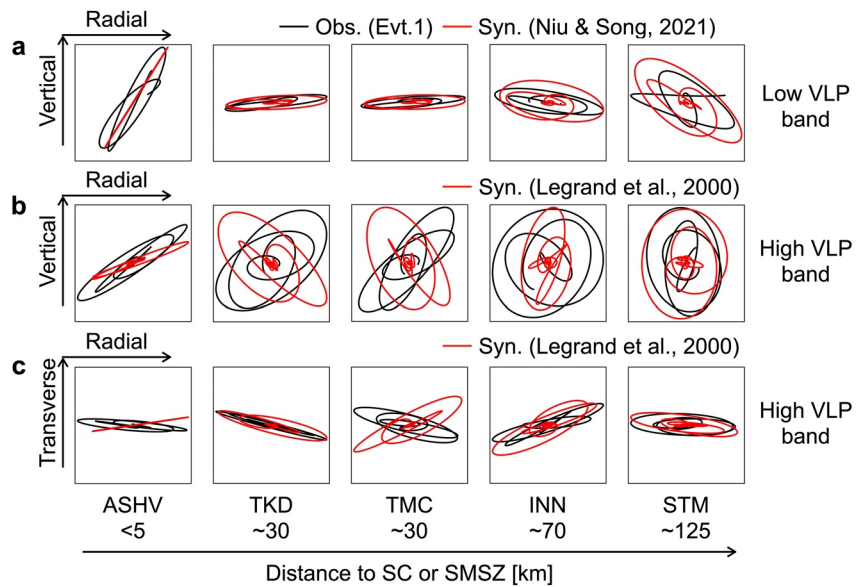 Radial
Obs. (Evt.1) Syn. (Niu & Song, 2021)
a
Vertical
Low VLP
band
Radial
Syn. (Legrand et al., 2000)
b
Vertical
High VLP
band
Radial
Syn. (Legrand et al., 2000)
c
Transverse
High VLP
band
ASHV TKD TMC INN STM
<5 ~30 ~30 ~70 ~125
Distance to SC or SMSZ [km]